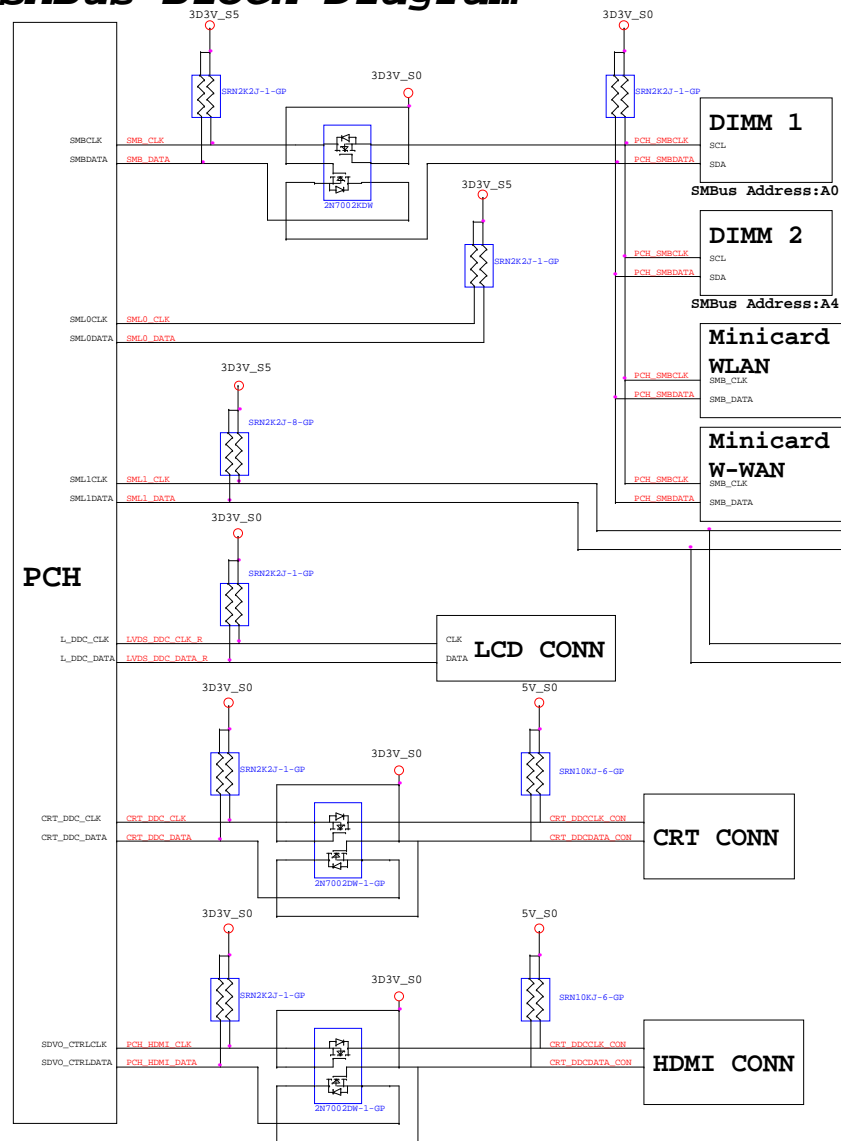 SMBus Block Diagram
3D3V_S5
3D3V_S0
SRN2K2J-1-GP
3D3V_S0
SRN2K2J-1-GP
DIMM 1
SMBCLK
SMB_CLK
PCH_SMBCLK
SCL
SMBDATA
SMB_DATA
PCH_SMBDATA
SDA
2N7002KDW
SMBus Address:A0
3D3V_S5
DIMM 2
SRN2K2J-1-GP
PCH_SMBCLK
SCL
PCH_SMBDATA
SDA
SMBus Address:A4
SML0CLK
SML0_CLK
SML0DATA
SML0_DATA
Minicard
WLAN
PCH_SMBCLK
SMB_CLK
PCH_SMBDATA
SMB_DATA
3D3V_S5
SRN2K2J-8-GP
Minicard
W-WAN
SML1CLK
SML1_CLK
PCH_SMBCLK
SMB_CLK
SML1DATA
SML1_DATA
PCH_SMBDATA
SMB_DATA
3D3V_S0
SRN2K2J-1-GP
PCH
L_DDC_CLK
LVDS_DDC_CLK_R
CLK
L_DDC_DATA
LVDS_DDC_DATA_R
DATA
LCD CONN
3D3V_S0
5V_S0
3D3V_S0
SRN2K2J-1-GP
SRN10KJ-6-GP
CRT_DDC_CLK
CRT_DDC_CLK
CRT_DDCCLK_CON
CRT_DDC_DATA
CRT_DDC_DATA
CRT_DDCDATA_CON
CRT CONN
2N7002DW-1-GP
3D3V_S0
5V_S0
3D3V_S0
SRN2K2J-1-GP
SRN10KJ-6-GP
SDVO_CTRLCLK
PCH_HDMI_CLK
CRT_DDCCLK_CON
SDVO_CTRLDATA
PCH_HDMI_DATA
CRT_DDCDATA_CON
HDMI CONN
2N7002DW-1-GP